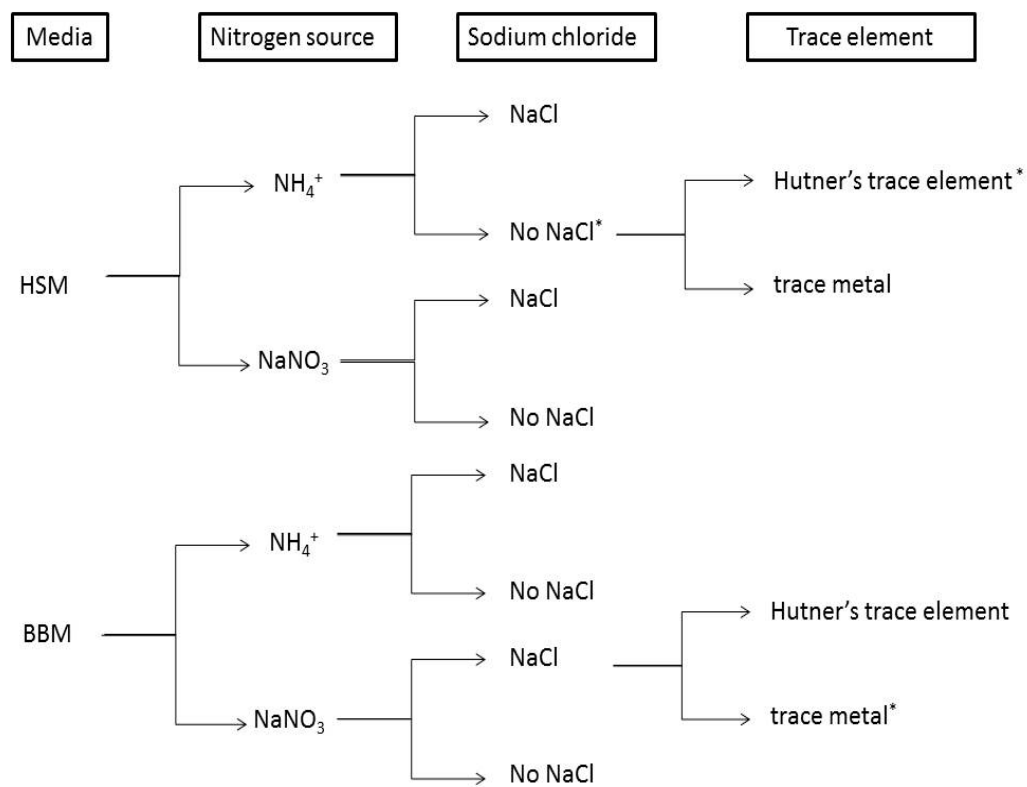 Media Nitrogen source Sodium chloride Trace element
NaCl
Hutner's trace element*
NH₄⁺
No NaCl*
HSM
trace metal
NaCl
NaNO₃
No NaCl
NaCl
NH₄⁺
No NaCl
Hutner's trace element
BBM
NaCl
NaNO₃
trace metal*
No NaCl